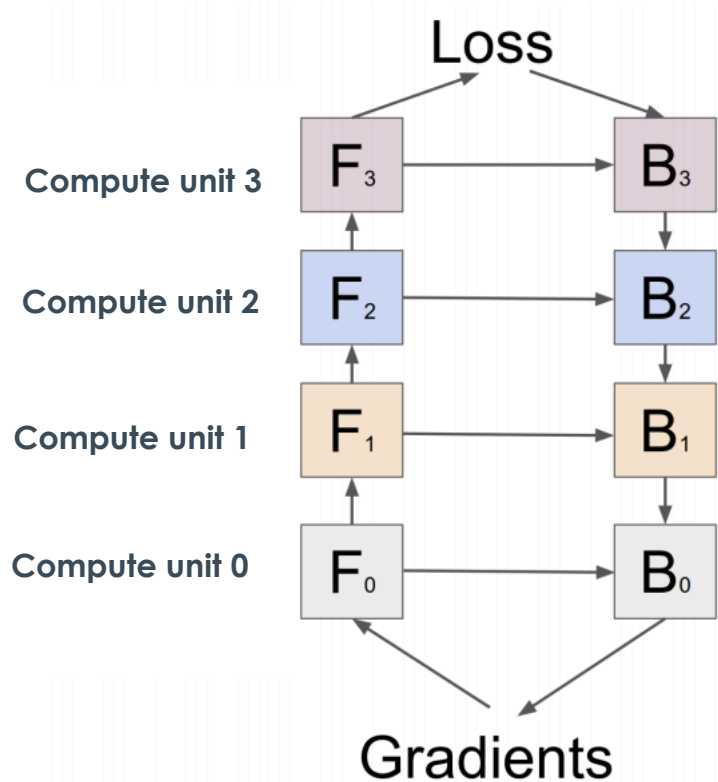 Loss
Compute unit 3 F₃ B₃
Compute unit 2 F₂ B₂
Compute unit 1 F₁ B₁
Compute unit 0 F₀ B₀
Gradients